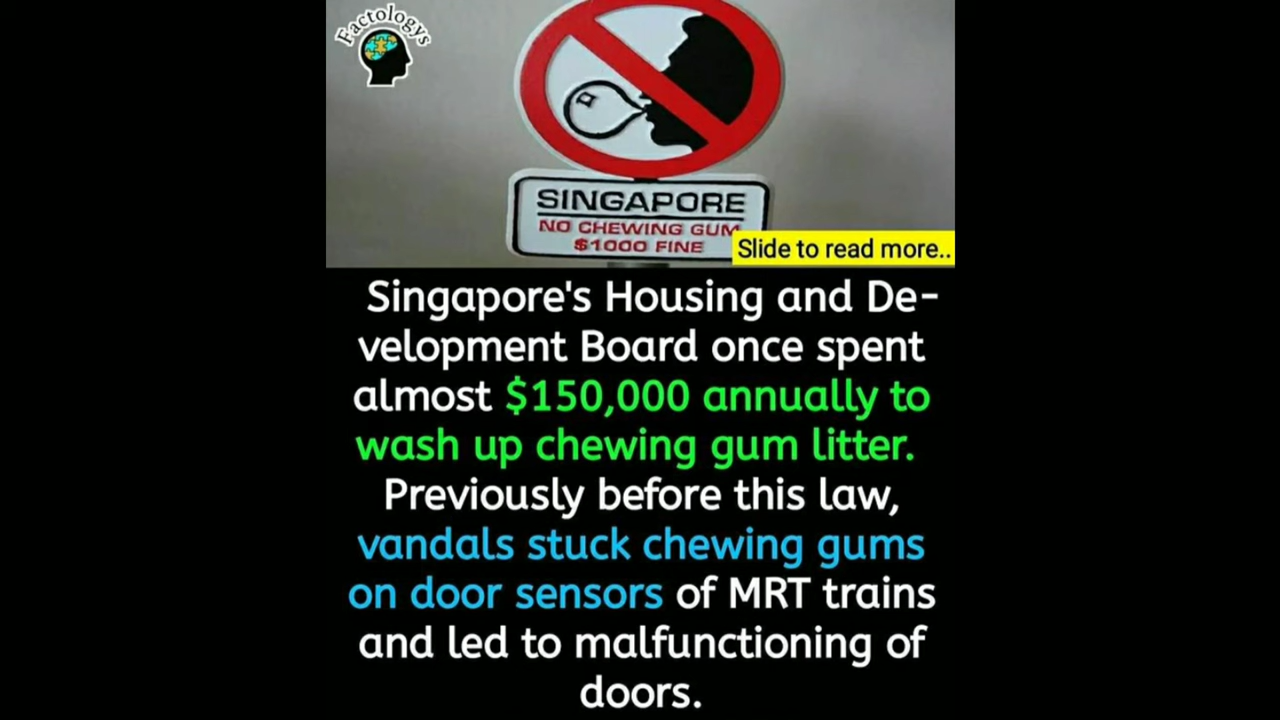 Factologys
SINGAPORE
NO CHEWING GUM
$1000 FINE
Slide to read more..
Singapore's Housing and De-
velopment Board once spent
almost $150,000 annually to
wash up chewing gum litter.
Previously before this law,
vandals stuck chewing gums
on door sensors of MRT trains
and led to malfunctioning of
doors.